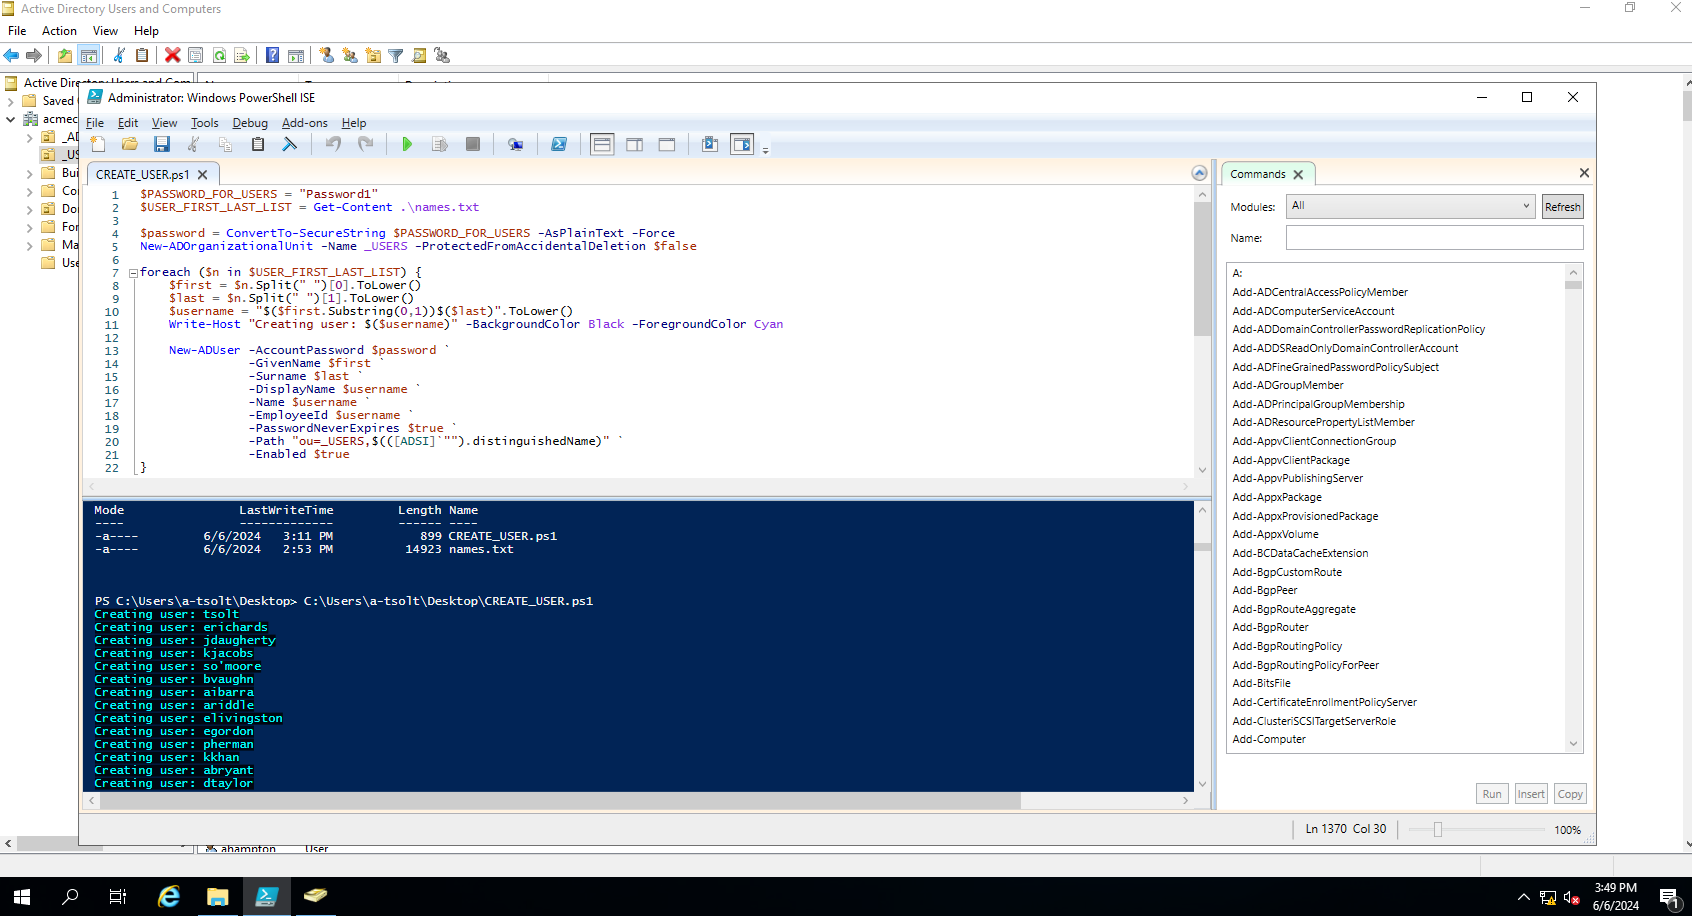 Active Directory Users and Computers
File Action View Help
Active Directory Users and Com
Saved
acmec
_AD
_US
Bui
Co
Do
For
Ma
Use
Administrator: Windows PowerShell ISE
File Edit View Tools Debug Add-ons Help
CREATE_USER.ps1
1 $PASSWORD_FOR_USERS = "Password1"
2 $USER_FIRST_LAST_LIST = Get-Content .\names.txt
3
4 $password = ConvertTo-SecureString $PASSWORD_FOR_USERS -AsPlainText -Force
5 New-ADOrganizationalUnit -Name _USERS -ProtectedFromAccidentalDeletion $false
6
7 foreach ($n in $USER_FIRST_LAST_LIST) {
8 $first = $n.Split(" ")[0].ToLower()
9 $last = $n.Split(" ")[1].ToLower()
10 $username = "$($first.Substring(0,1))$($last)".ToLower()
11 Write-Host "Creating user: $($username)" -BackgroundColor Black -ForegroundColor Cyan
12
13 New-ADUser -AccountPassword $password `
14 -GivenName $first `
15 -Surname $last `
16 -DisplayName $username `
17 -Name $username `
18 -EmployeeId $username `
19 -PasswordNeverExpires $true `
20 -Path "ou=_USERS,$(([ADSI]`"").distinguishedName)" `
21 -Enabled $true
22 }
Mode LastWriteTime Length Name
---- ------------- ------ ----
-a---- 6/6/2024 3:11 PM 899 CREATE_USER.ps1
-a---- 6/6/2024 2:53 PM 14923 names.txt
PS C:\Users\a-tsolt\Desktop> C:\Users\a-tsolt\Desktop\CREATE_USER.ps1
Creating user: tsolt
Creating user: erichards
Creating user: jdaugherty
Creating user: kjacobs
Creating user: so'moore
Creating user: bvaughn
Creating user: aibarra
Creating user: ariddle
Creating user: elivingston
Creating user: egordon
Creating user: pherman
Creating user: kkhan
Creating user: abryant
Creating user: dtaylor
Commands
Modules: All Refresh
Name:
A:
Add-ADCentralAccessPolicyMember
Add-ADComputerServiceAccount
Add-ADDomainControllerPasswordReplicationPolicy
Add-ADDSReadOnlyDomainControllerAccount
Add-ADFineGrainedPasswordPolicySubject
Add-ADGroupMember
Add-ADPrincipalGroupMembership
Add-ADResourcePropertyListMember
Add-AppvClientConnectionGroup
Add-AppvClientPackage
Add-AppvPublishingServer
Add-AppxPackage
Add-AppxProvisionedPackage
Add-AppxVolume
Add-BCDataCacheExtension
Add-BgpCustomRoute
Add-BgpPeer
Add-BgpRouteAggregate
Add-BgpRouter
Add-BgpRoutingPolicy
Add-BgpRoutingPolicyForPeer
Add-BitsFile
Add-CertificateEnrollmentPolicyServer
Add-ClusteriSCSITargetServerRole
Add-Computer
Run Insert Copy
Ln 1370 Col 30 100%
ahampton User
3:49 PM
6/6/2024
1